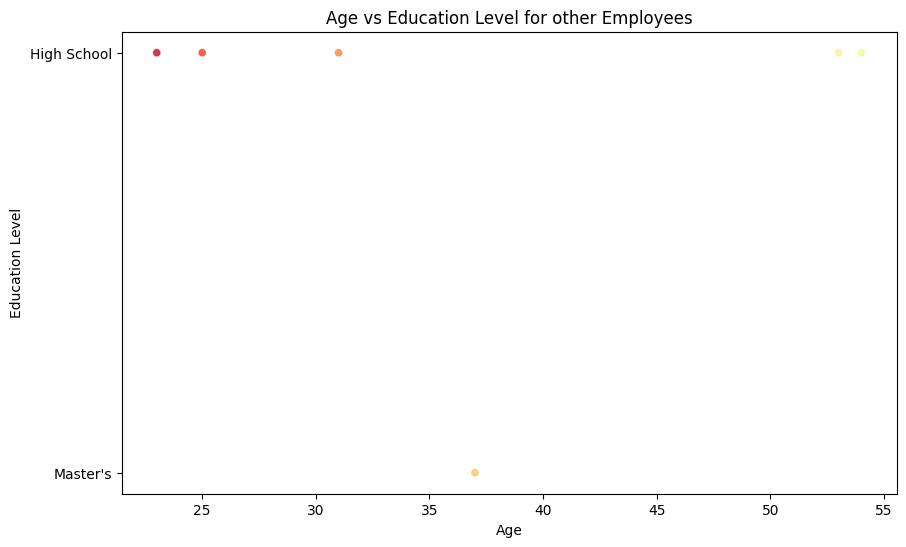 Age vs Education Level for other Employees
High School
Education Level
Master's
25 30 35 40 45 50 55
Age